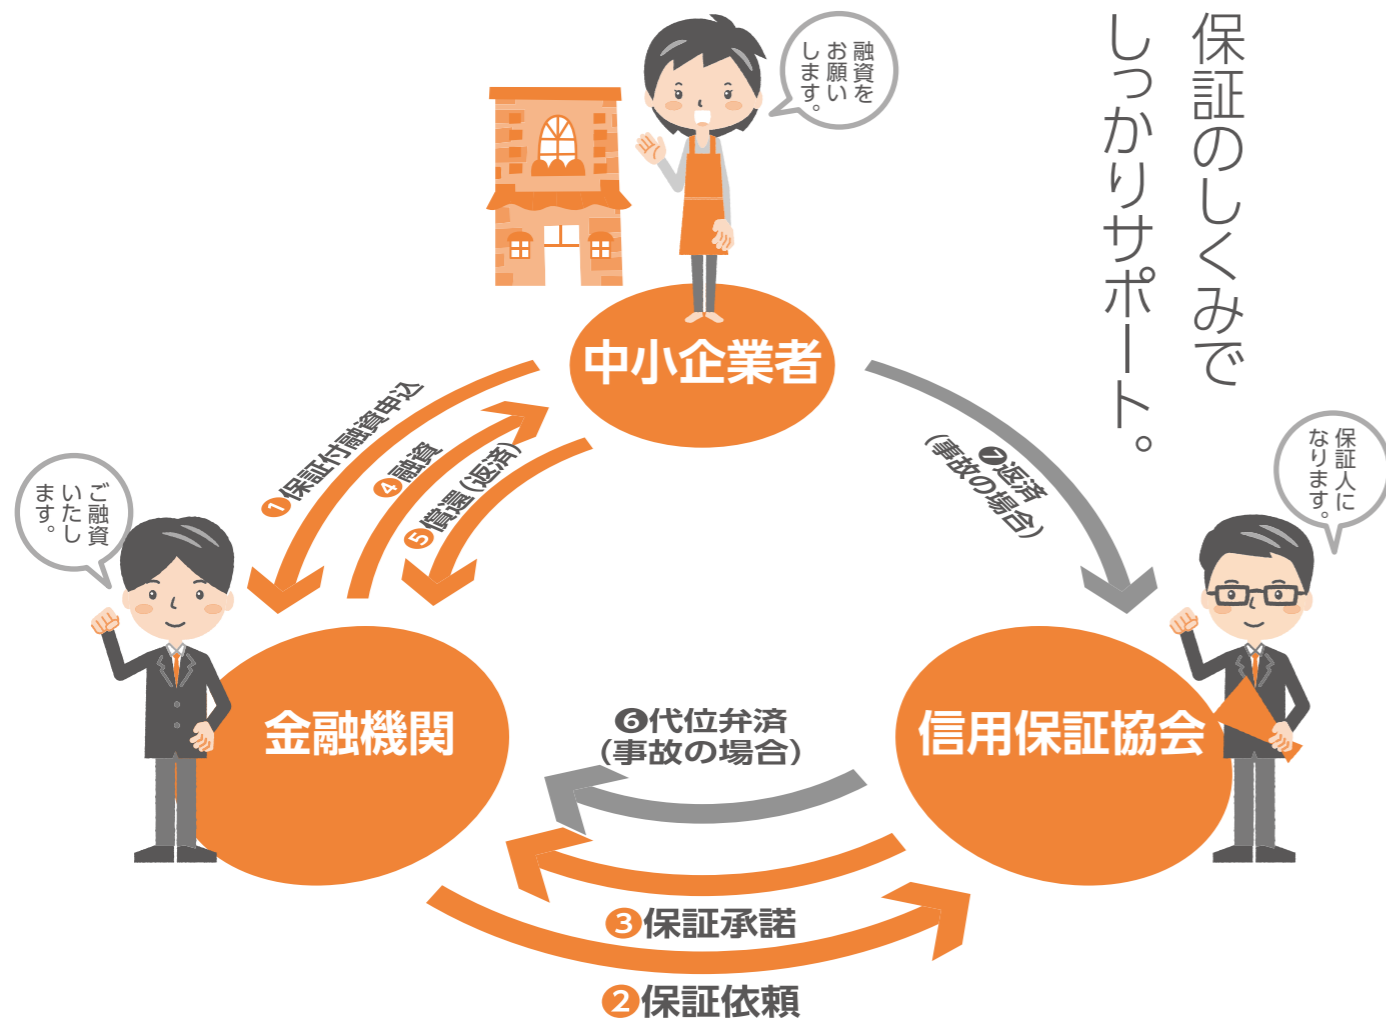 保証のしくみで
しっかりサポート。
融資を
お願い
します。
中小企業者
❶保証付融資申込
❹融資
❺償還(返済)
❼返済
(事故の場合)
ご融資
いたし
ます。
保証人に
なります。
金融機関
❻代位弁済
(事故の場合)
信用保証協会
❸保証承諾
❷保証依頼